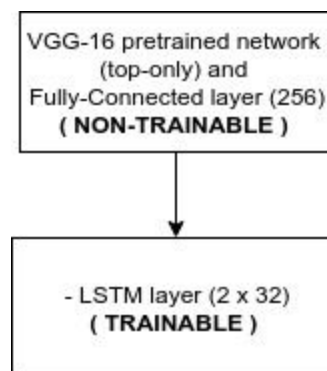 VGG-16 pretrained network
(top-only) and
Fully-Connected layer (256)
( NON-TRAINABLE )
- LSTM layer (2 x 32)
( TRAINABLE )